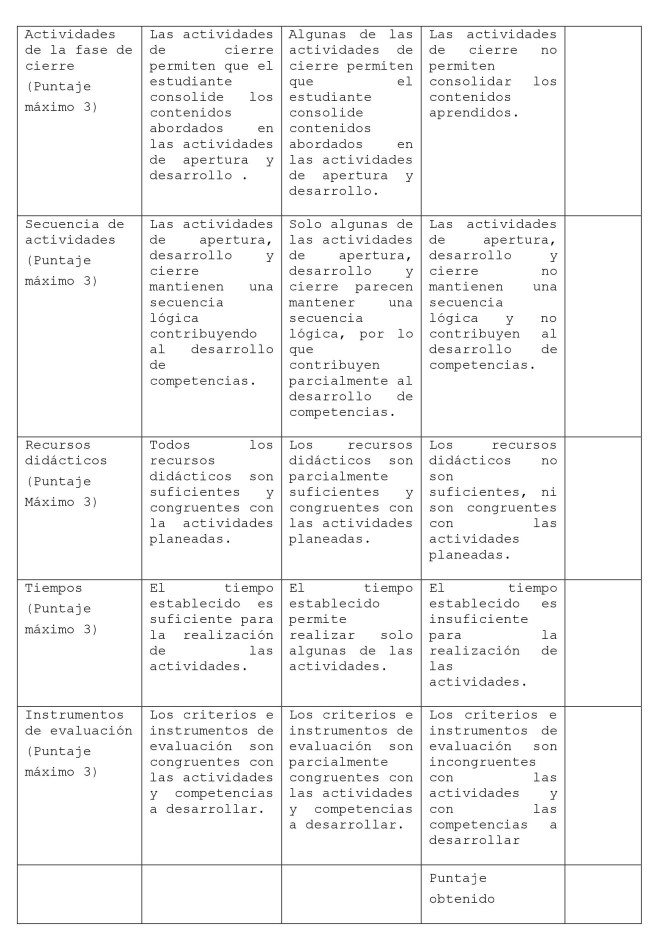 Actividades
de la fase de
cierre
(Puntaje
máximo 3)
Las actividades
de cierre
permiten que el
estudiante
consolide los
contenidos
abordados en
las actividades
de apertura y
desarrollo .
Algunas de las
actividades de
cierre permiten
que el
estudiante
consolide
contenidos
abordados en
las actividades
de apertura y
desarrollo.
Las actividades
de cierre no
permiten
consolidar los
contenidos
aprendidos.
Secuencia de
actividades
(Puntaje
máximo 3)
Las actividades
de apertura,
desarrollo y
cierre
mantienen una
secuencia
lógica
contribuyendo
al desarrollo
de
competencias.
Solo algunas de
las actividades
de apertura,
desarrollo y
cierre parecen
mantener una
secuencia
lógica, por lo
que
contribuyen
parcialmente al
desarrollo de
competencias.
Las actividades
de apertura,
desarrollo y
cierre no
mantienen una
secuencia
lógica y no
contribuyen al
desarrollo de
competencias.
Recursos
didácticos
(Puntaje
Máximo 3)
Todos los
recursos
didácticos son
suficientes y
congruentes con
la actividades
planeadas.
Los recursos
didácticos son
parcialmente
suficientes y
congruentes con
las actividades
planeadas.
Los recursos
didácticos no
son
suficientes, ni
son congruentes
con las
actividades
planeadas.
Tiempos
(Puntaje
máximo 3)
El tiempo
establecido es
suficiente para
la realización
de las
actividades.
El tiempo
establecido
permite
realizar solo
algunas de las
actividades.
El tiempo
establecido es
insuficiente
para la
realización de
las
actividades.
Instrumentos
de evaluación
(Puntaje
máximo 3)
Los criterios e
instrumentos de
evaluación son
congruentes con
las actividades
y competencias
a desarrollar.
Los criterios e
instrumentos de
evaluación son
parcialmente
congruentes con
las actividades
y competencias
a desarrollar.
Los criterios e
instrumentos de
evaluación son
incongruentes
con las
actividades y
con las
competencias a
desarrollar
Puntaje
obtenido